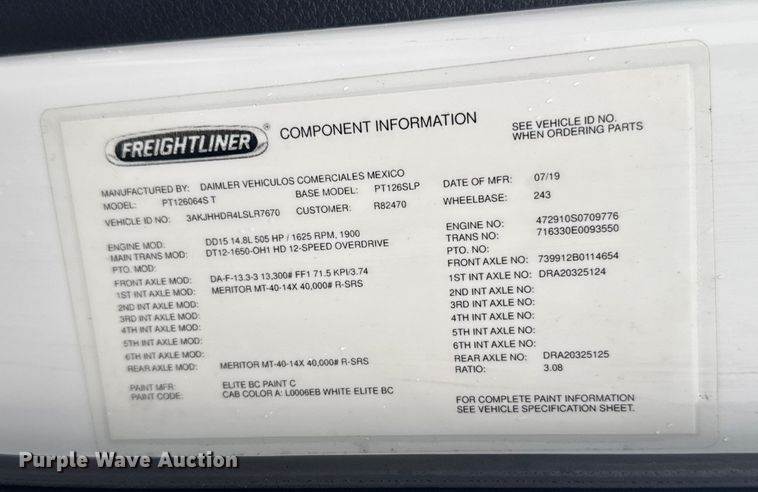 FREIGHTLINER ®
COMPONENT INFORMATION
SEE VEHICLE ID NO.
WHEN ORDERING PARTS
MANUFACTURED BY: DAIMLER VEHICULOS COMERCIALES MEXICO
MODEL: PT126064S T BASE MODEL: PT126SLP DATE OF MFR: 07/19
VEHICLE ID NO: 3AKJHHDR4LSLR7670 CUSTOMER: R82470 WHEELBASE: 243
ENGINE MOD: DD15 14.8L 505 HP / 1625 RPM, 1900 ENGINE NO: 472910S0709776
MAIN TRANS MOD: DT12-1650-OH1 HD 12-SPEED OVERDRIVE TRANS NO: 716330E0093550
PTO. MOD: PTO. NO:
FRONT AXLE MOD: DA-F-13.3-3 13,300# FF1 71.5 KPI/3.74 FRONT AXLE NO: 739912B0114654
1ST INT AXLE MOD: MERITOR MT-40-14X 40,000# R-SRS 1ST INT AXLE NO: DRA20325124
2ND INT AXLE MOD: 2ND INT AXLE NO:
3RD INT AXLE MOD: 3RD INT AXLE NO:
4TH INT AXLE MOD: 4TH INT AXLE NO:
5TH INT AXLE MOD: 5TH INT AXLE NO:
6TH INT AXLE MOD: 6TH INT AXLE NO:
REAR AXLE MOD: MERITOR MT-40-14X 40,000# R-SRS REAR AXLE NO: DRA20325125
RATIO: 3.08
PAINT MFR: ELITE BC PAINT C
PAINT CODE: CAB COLOR A: L0006EB WHITE ELITE BC
FOR COMPLETE PAINT INFORMATION
SEE VEHICLE SPECIFICATION SHEET.
Purple Wave Auction